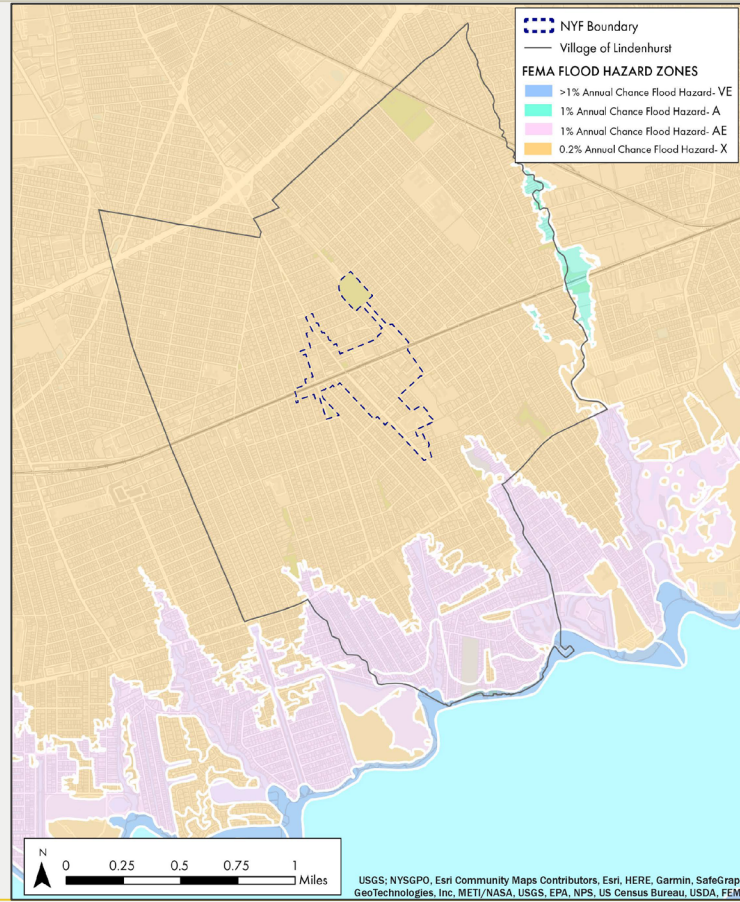 NYF Boundary
Village of Lindenhurst
FEMA FLOOD HAZARD ZONES
>1% Annual Chance Flood Hazard- VE
1% Annual Chance Flood Hazard- A
1% Annual Chance Flood Hazard- AE
0.2% Annual Chance Flood Hazard- X
N
0 0.25 0.5 0.75 1
Miles
USGS; NYSGPO, Esri Community Maps Contributors, Esri, HERE, Garmin, SafeGrap
GeoTechnologies, Inc, METI/NASA, USGS, EPA, NPS, US Census Bureau, USDA, FEM